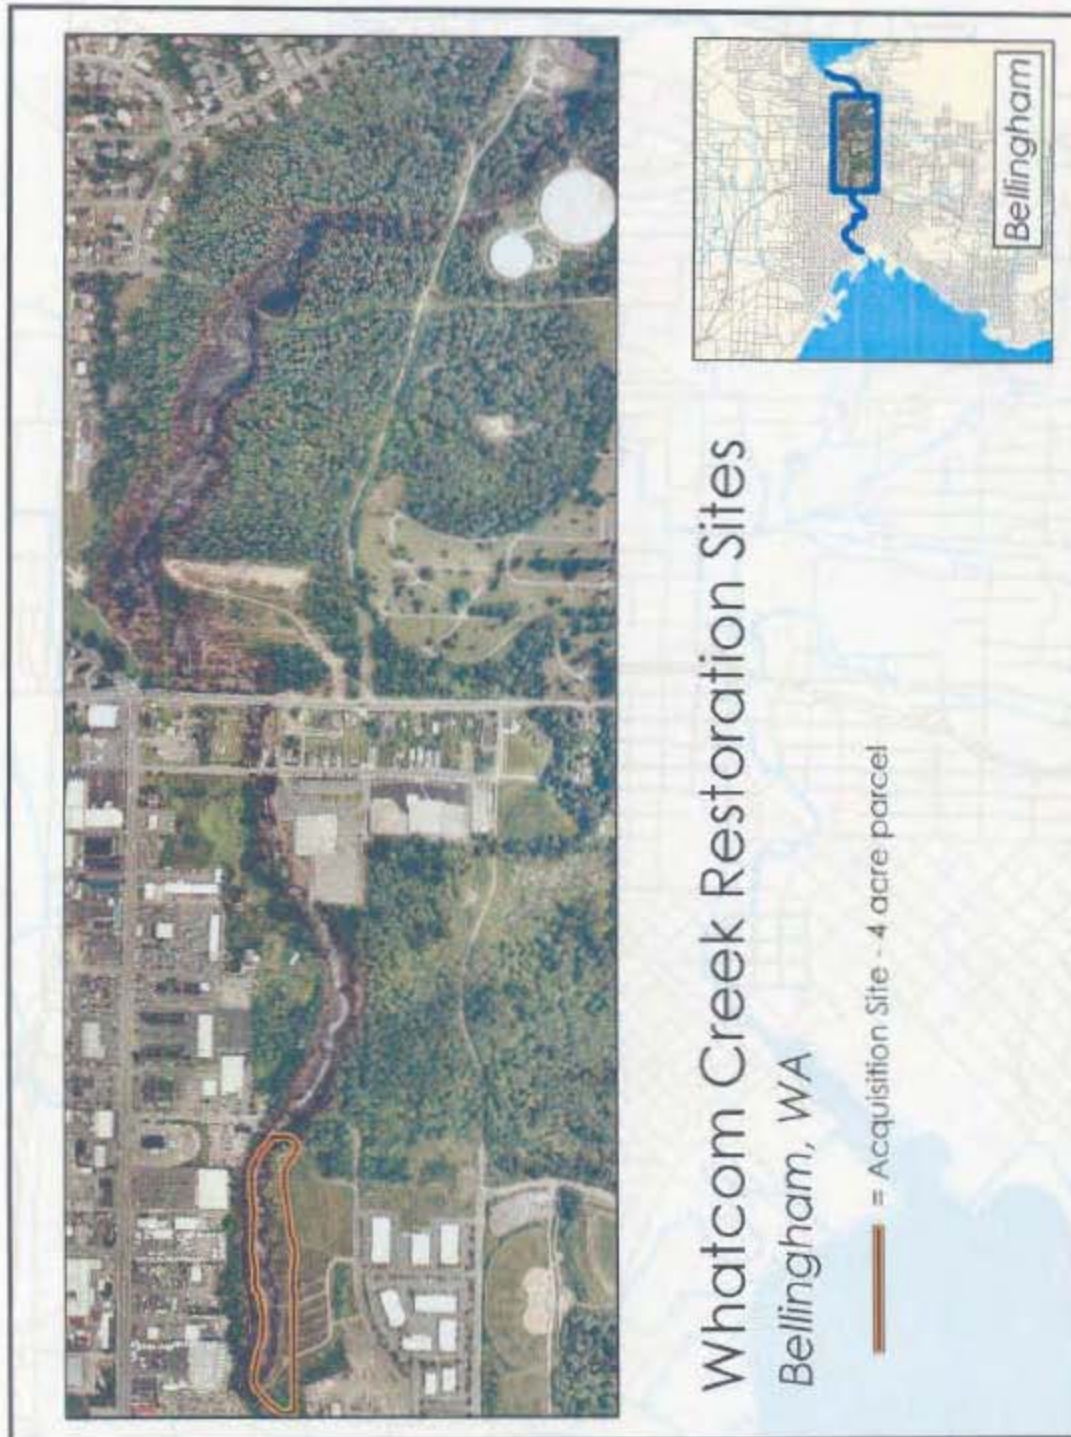 Whatcom Creek Restoration Sites
Bellingham, WA
= Acquisition Site - 4 acre parcel
Bellingham